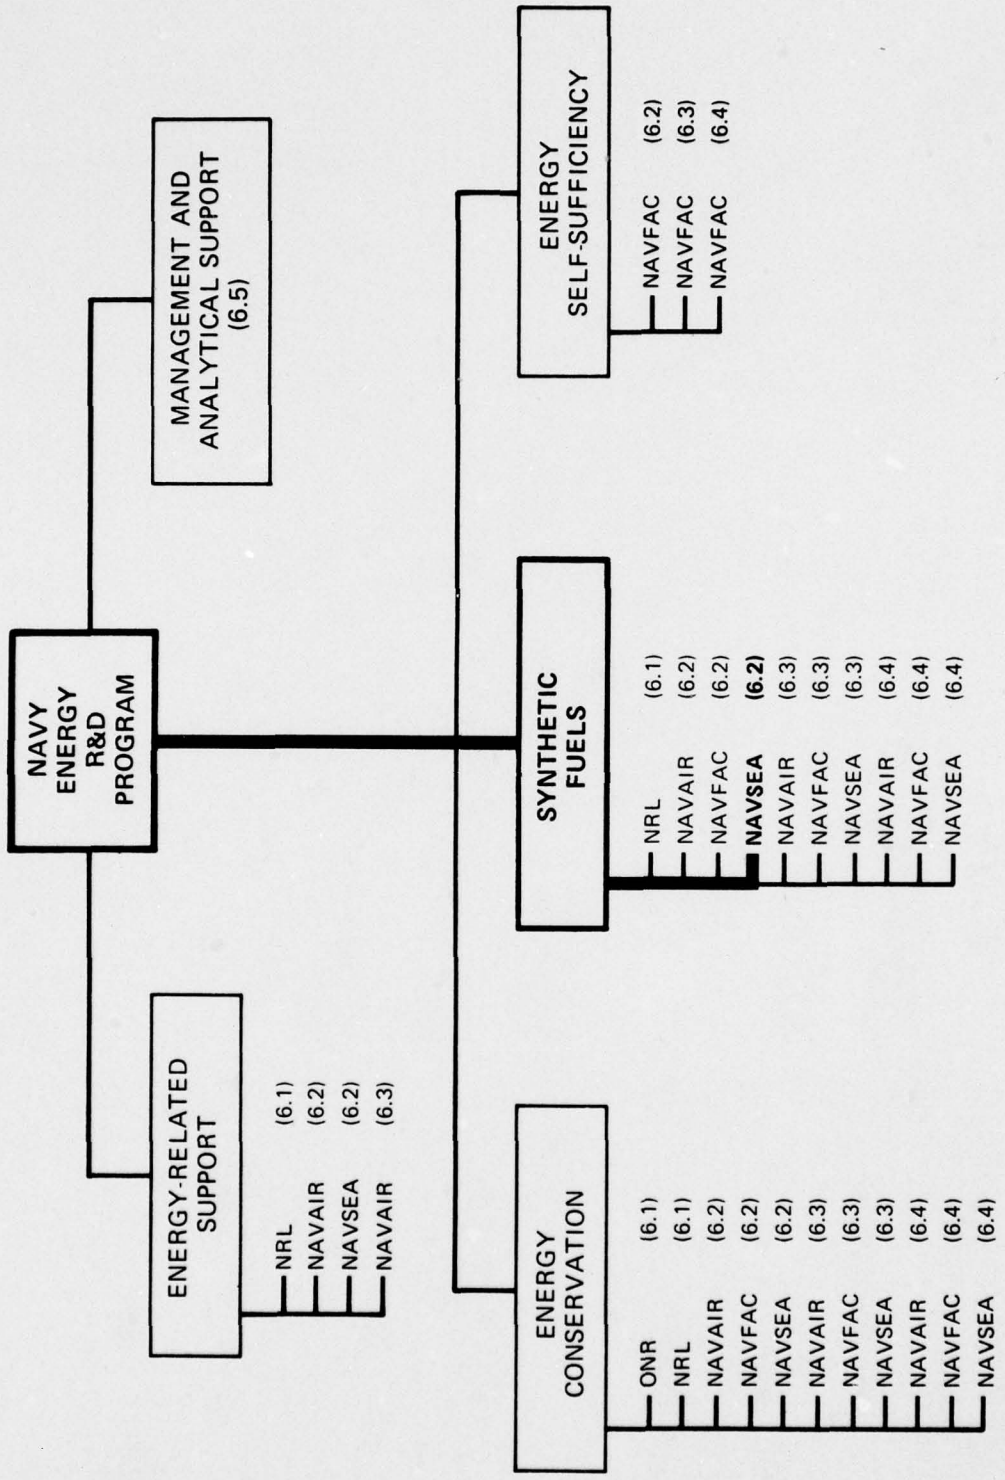 NAVY
ENERGY
R&D
PROGRAM
ENERGY-RELATED
SUPPORT
NRL (6.1)
NAVAIR (6.2)
NAVSEA (6.2)
NAVAIR (6.3)
MANAGEMENT AND
ANALYTICAL SUPPORT
(6.5)
ENERGY
CONSERVATION
ONR (6.1)
NRL (6.1)
NAVAIR (6.2)
NAVFAC (6.2)
NAVSEA (6.2)
NAVAIR (6.3)
NAVFAC (6.3)
NAVSEA (6.3)
NAVAIR (6.4)
NAVFAC (6.4)
NAVSEA (6.4)
SYNTHETIC
FUELS
NRL (6.1)
NAVAIR (6.2)
NAVFAC (6.2)
NAVSEA (6.2)
NAVAIR (6.3)
NAVFAC (6.3)
NAVSEA (6.3)
NAVAIR (6.4)
NAVFAC (6.4)
NAVSEA (6.4)
ENERGY
SELF-SUFFICIENCY
NAVFAC (6.2)
NAVFAC (6.3)
NAVFAC (6.4)